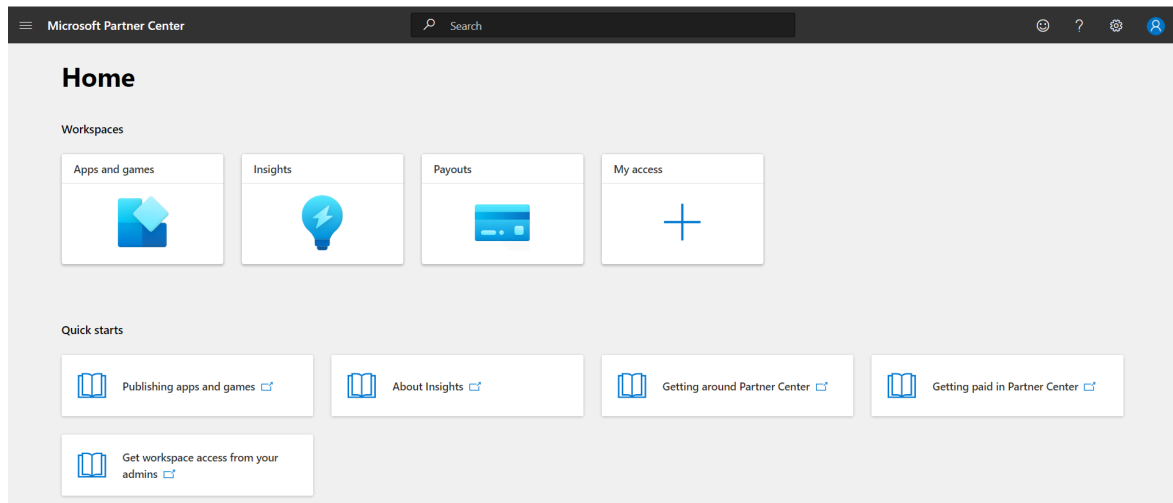 Microsoft Partner Center
Search
Home
Workspaces
Apps and games
Insights
Payouts
My access
Quick starts
Publishing apps and games
About Insights
Getting around Partner Center
Getting paid in Partner Center
Get workspace access from your
admins